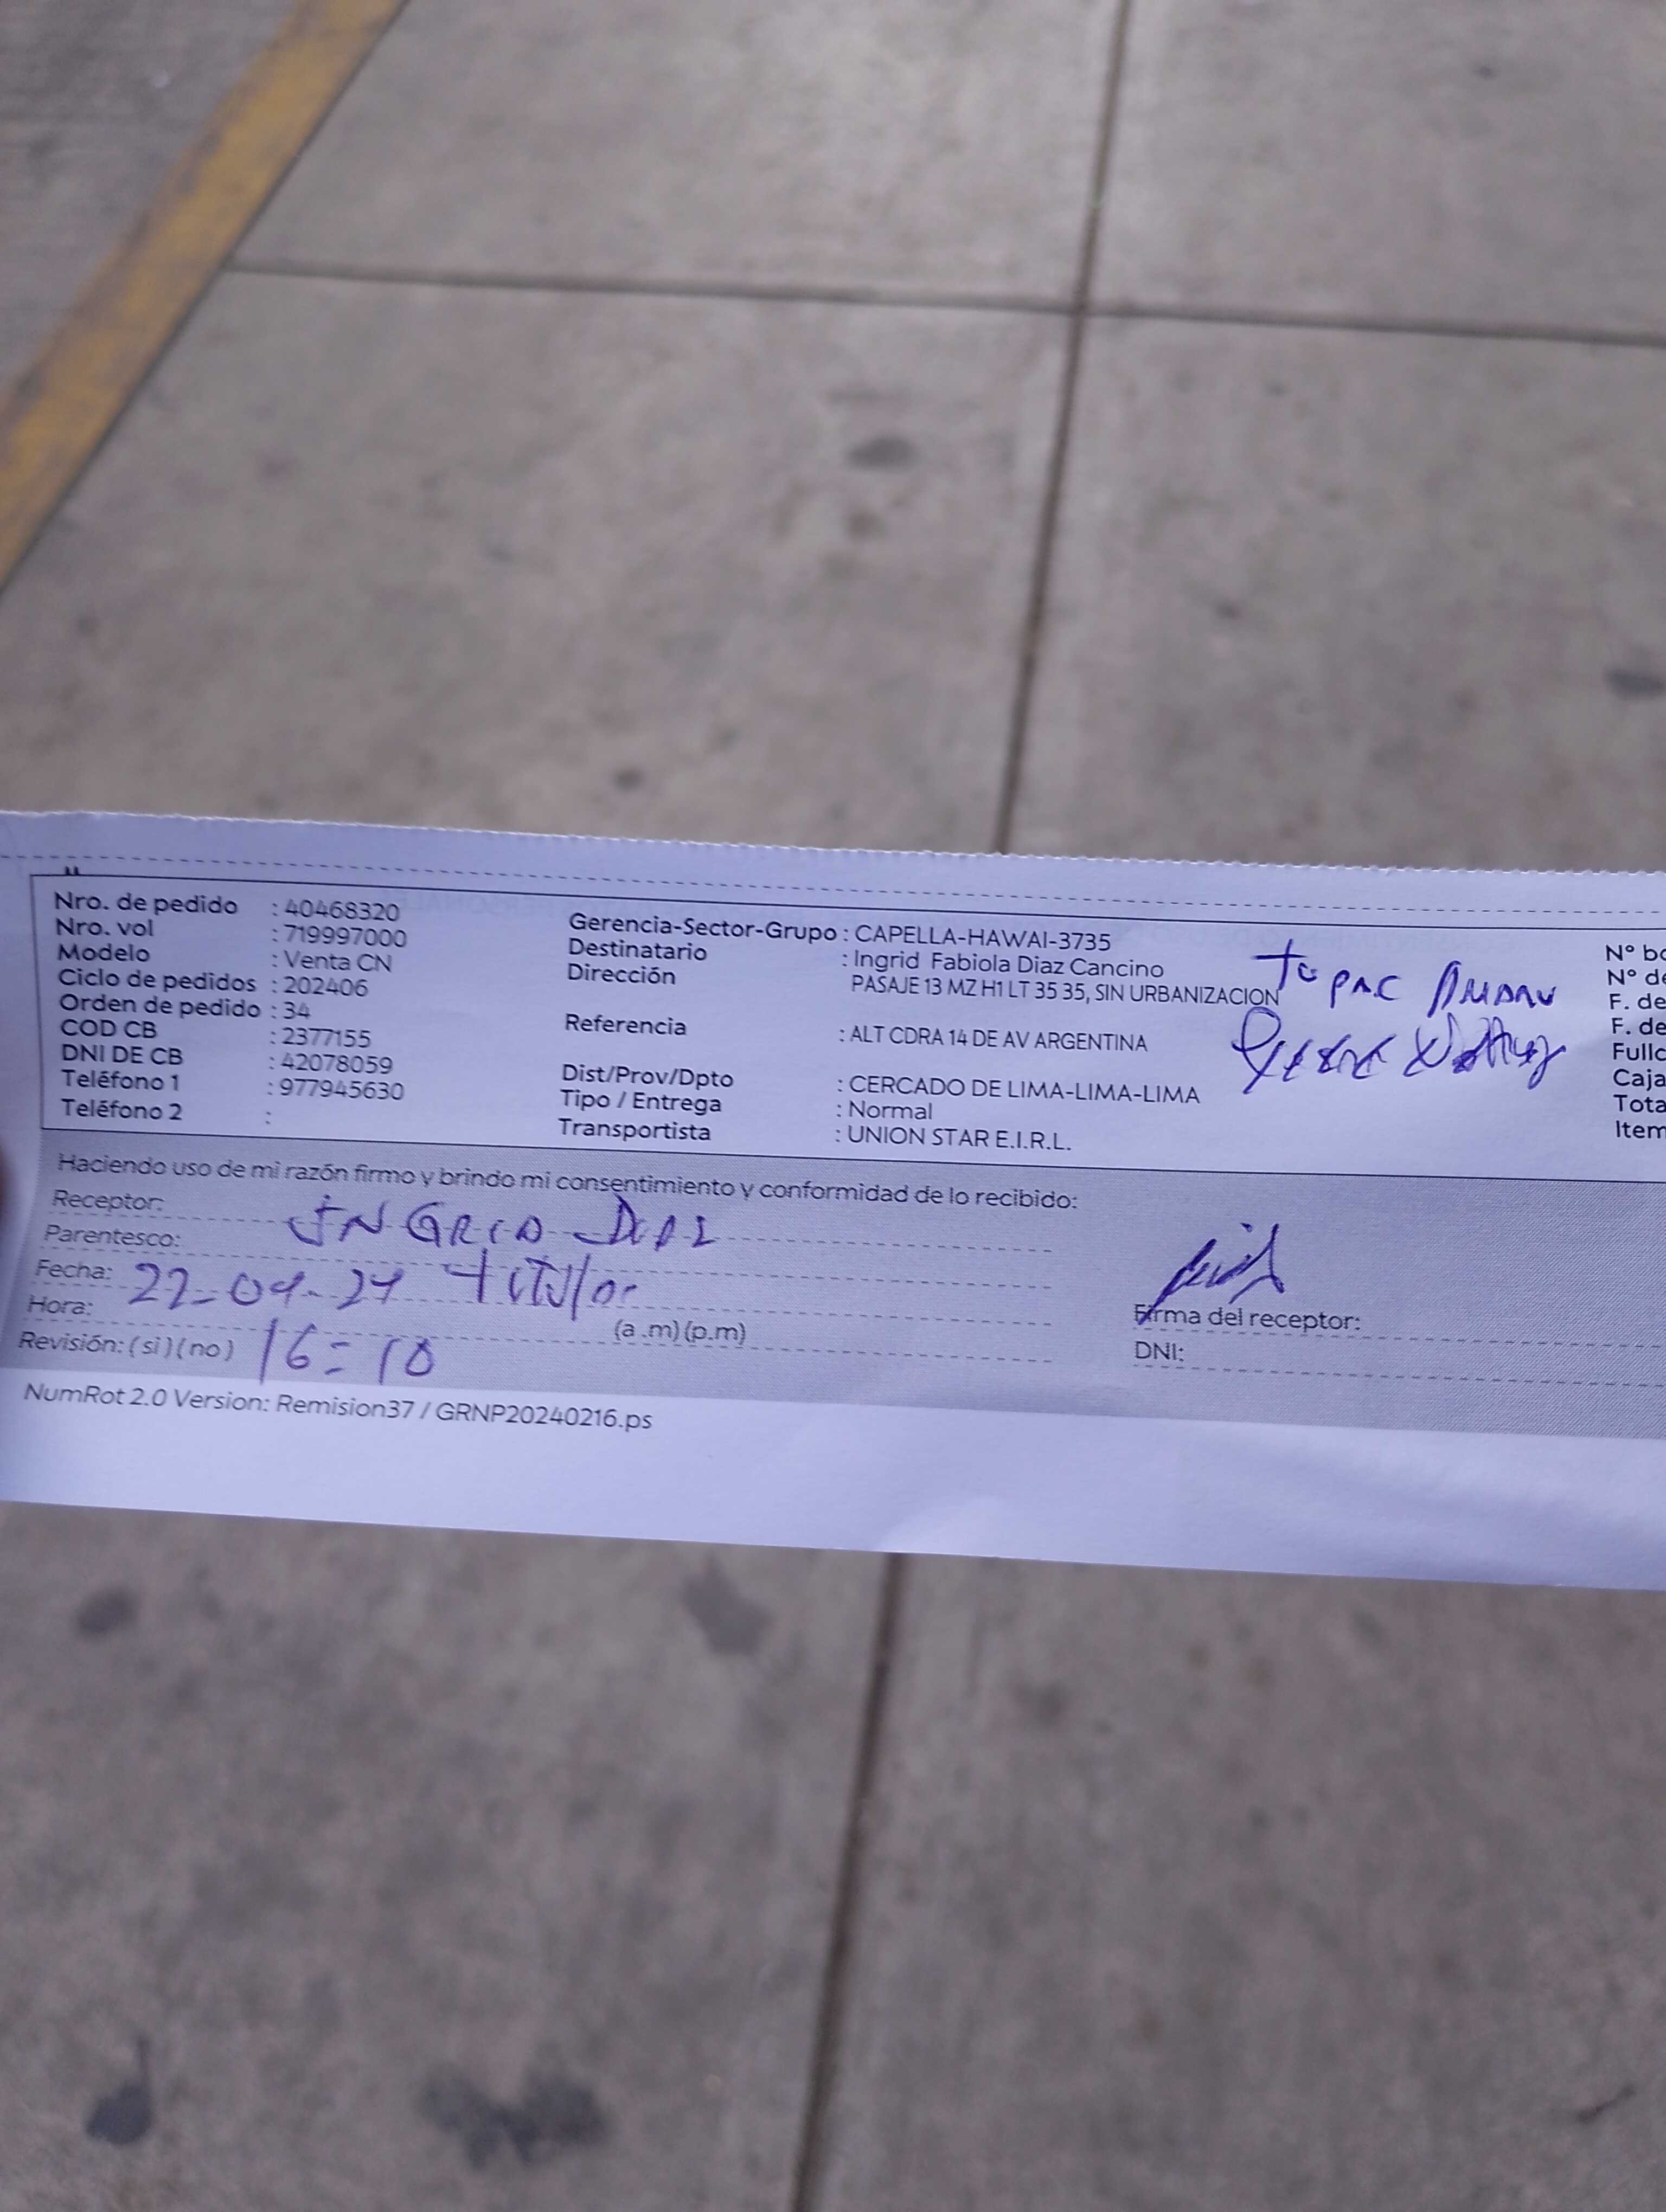 Nro. de pedido : 40468320
Nro. vol : 719997000
Modelo : Venta CN
Ciclo de pedidos : 202406
Orden de pedido : 34
COD CB : 2377155
DNI DE CB : 42078059
Teléfono 1 : 977945630
Teléfono 2 :
Gerencia-Sector-Grupo : CAPELLA-HAWAI-3735
Destinatario : Ingrid Fabiola Diaz Cancino
Dirección PASAJE 13 MZ H1 LT 35 35, SIN URBANIZACION
Referencia : ALT CDRA 14 DE AV ARGENTINA
Dist/Prov/Dpto : CERCADO DE LIMA-LIMA-LIMA
Tipo / Entrega : Normal
Transportista : UNION STAR E.I.R.L.
Tupac Amaru
Nº
Nº
F. de
F. de
Caja
Item
Haciendo uso de mi razón firmo y brindo mi consentimiento y conformidad de lo recibido:
Receptor: INGRID DIAZ
Parentesco: titular
Fecha: 22-04-24
Hora: 16=10 (a .m) (p.m)
Revisión: ( si ) ( no )
Firma del receptor:
DNI:
NumRot 2.0 Version: Remision37 / GRNP20240216.ps